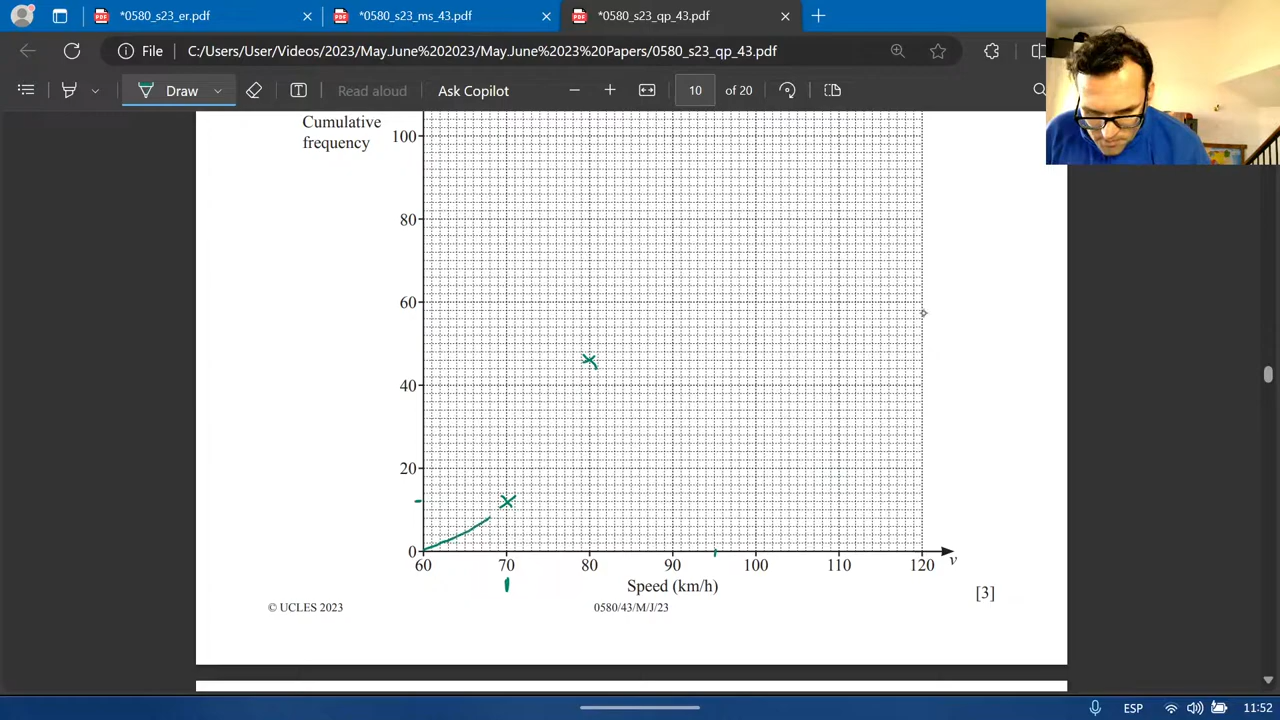 *0580_s23_er.pdf
*0580_s23_ms_43.pdf
*0580_s23_qp_43.pdf
File
C:/Users/User/Videos/2023/May.June%202023/May.June%2023%20Papers/0580_s23_qp_43.pdf
Draw
Read aloud
Ask Copilot
10
of 20
Cumulative
frequency
100
80
60
40
20
0
60
70
80
90
100
110
120
v
Speed (km/h)
[3]
© UCLES 2023
0580/43/M/J/23
ESP
11:52